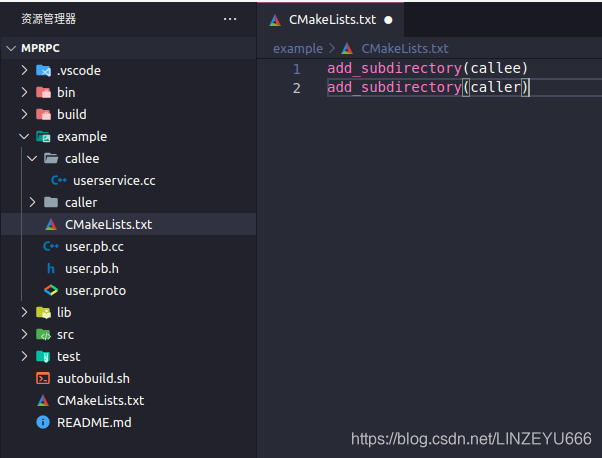 资源管理器
MPRPC
.vscode
bin
build
example
callee
userservice.cc
caller
CMakeLists.txt
user.pb.cc
user.pb.h
user.proto
lib
src
test
autobuild.sh
CMakeLists.txt
README.md
CMakeLists.txt
example > CMakeLists.txt
1 add_subdirectory(callee)
2 add_subdirectory(caller)
https://blog.csdn.net/LINZEYU666